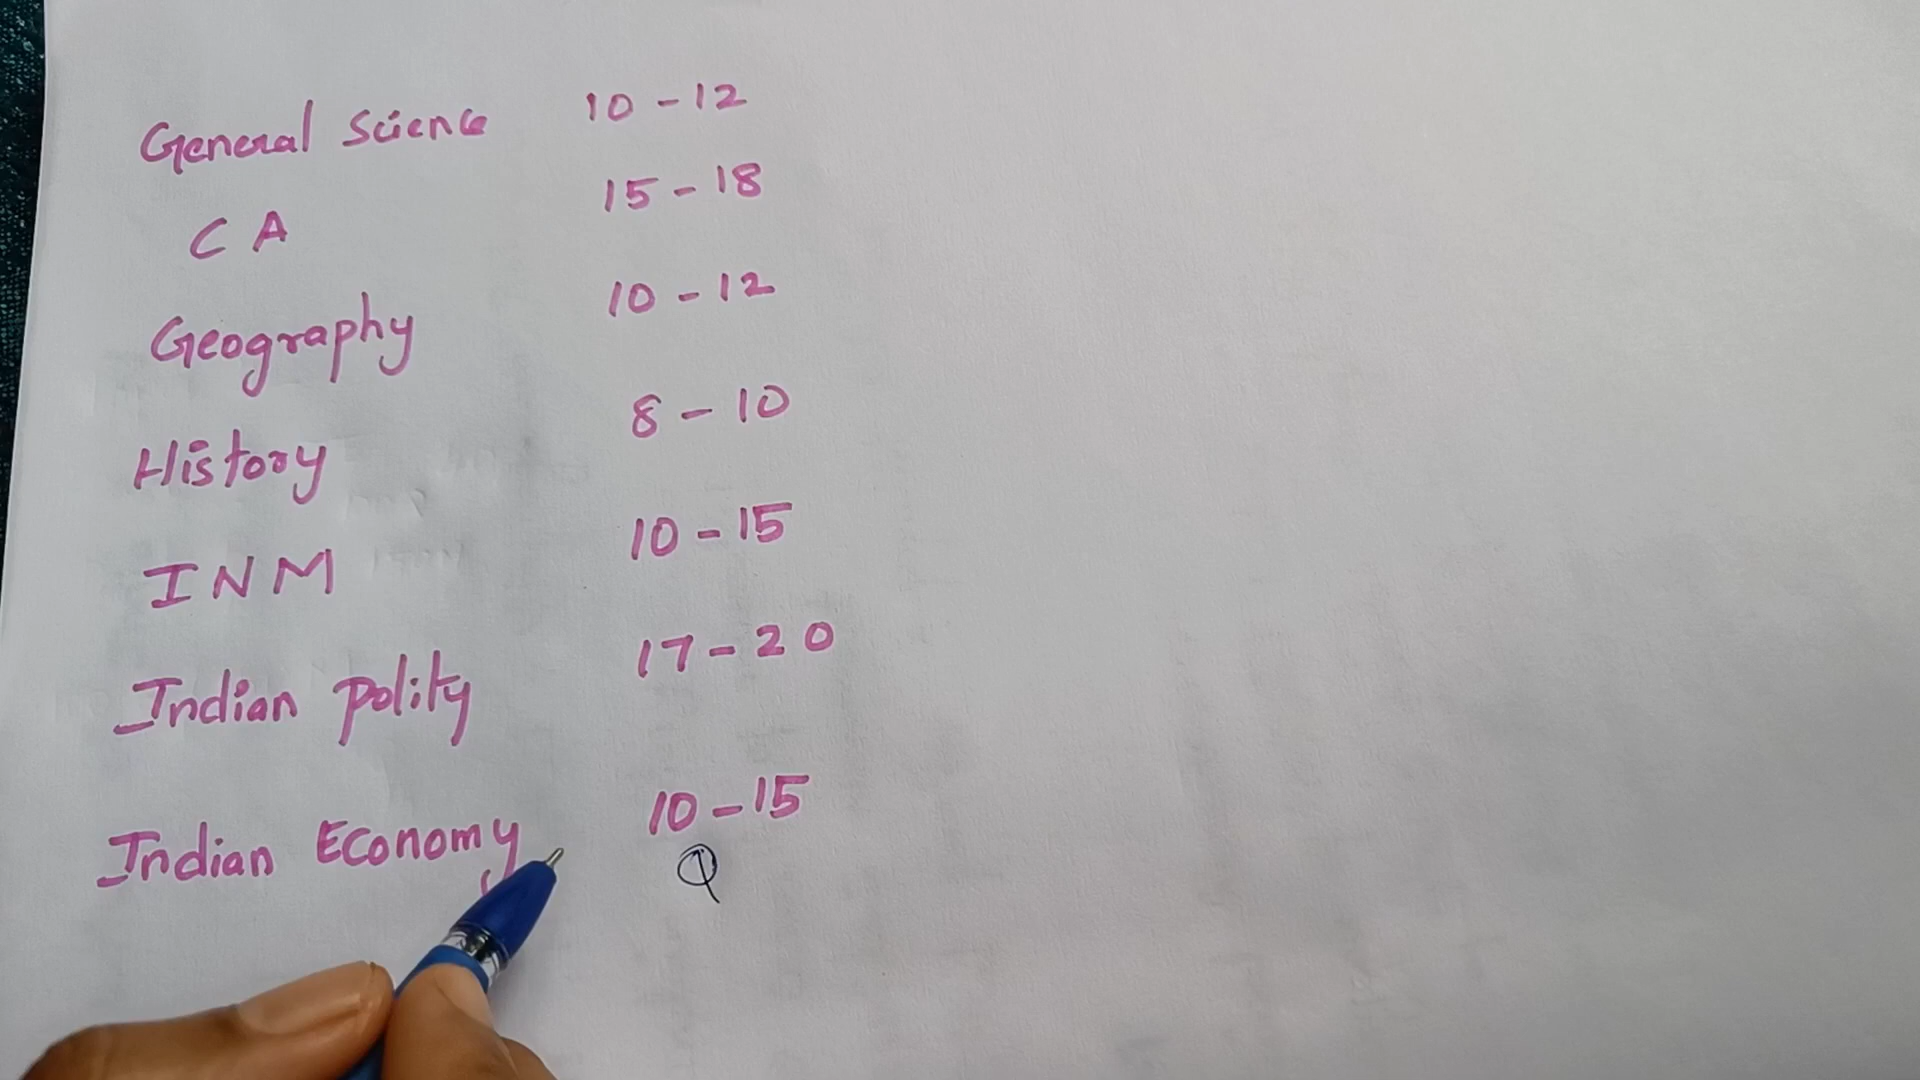 General Science 10 - 12
CA 15 - 18
Geography 10 - 12
History 8 - 10
INM 10 - 15
Indian Polity 17 - 20
Indian Economy 10 - 15
Q